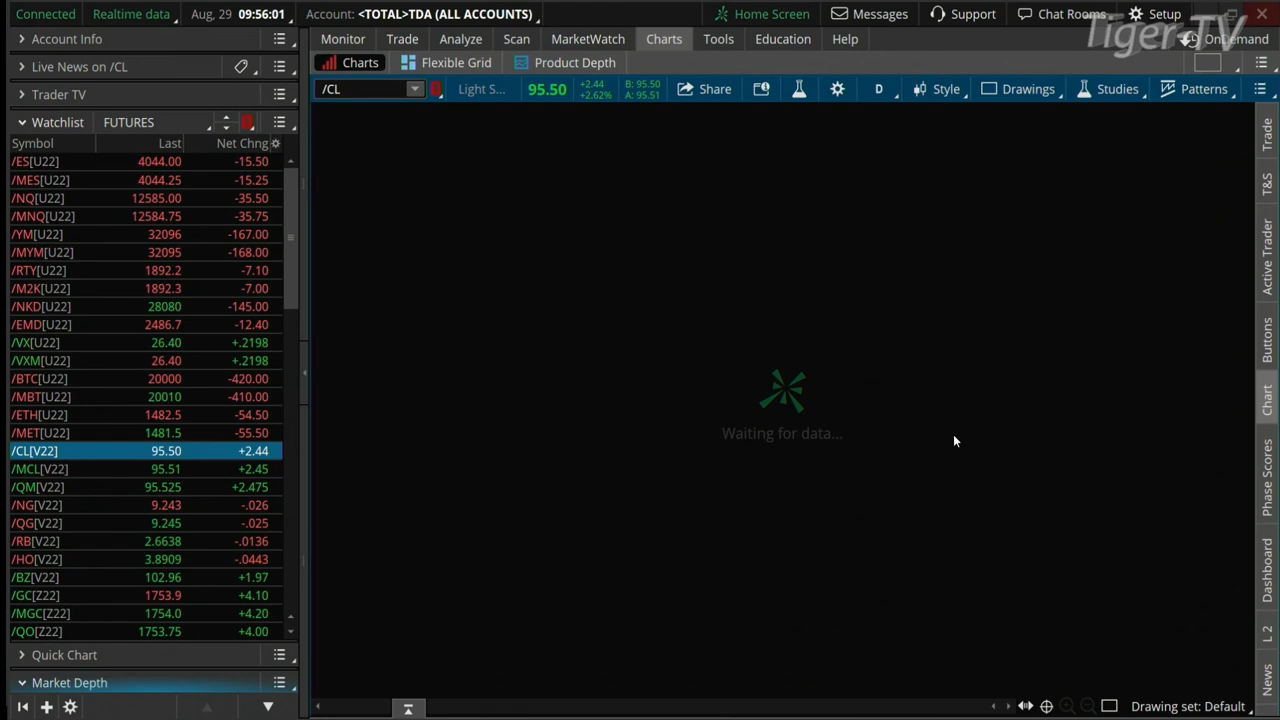 Connected Realtime data Aug, 29 09:56:01 Account: <TOTAL>TDA (ALL ACCOUNTS) Home Screen Messages Support Chat Rooms Setup
Tiger-TV
Account Info
Monitor Trade Analyze Scan MarketWatch Charts Tools Education Help OnDemand
Live News on /CL
Charts Flexible Grid Product Depth
Trader TV
/CL Light S... 95.50 +2.44 +2.62% B: 95.50 A: 95.51 Share D Style Drawings Studies Patterns
Watchlist FUTURES
Symbol Last Net Chng
/ES[U22] 4044.00 -15.50
/MES[U22] 4044.25 -15.25
/NQ[U22] 12585.00 -35.50
/MNQ[U22] 12584.75 -35.75
/YM[U22] 32096 -167.00
/MYM[U22] 32095 -168.00
/RTY[U22] 1892.2 -7.10
/M2K[U22] 1892.3 -7.00
/NKD[U22] 28080 -145.00
/EMD[U22] 2486.7 -12.40
/VX[U22] 26.40 +.2198
/VXM[U22] 26.40 +.2198
/BTC[U22] 20000 -420.00
/MBT[U22] 20010 -410.00
/ETH[U22] 1482.5 -54.50
/MET[U22] 1481.5 -55.50
/CL[V22] 95.50 +2.44
/MCL[V22] 95.51 +2.45
/QM[V22] 95.525 +2.475
/NG[V22] 9.243 -.026
/QG[V22] 9.245 -.025
/RB[V22] 2.6638 -.0136
/HO[V22] 3.8909 -.0443
/BZ[V22] 102.96 +1.97
/GC[Z22] 1753.9 +4.10
/MGC[Z22] 1754.0 +4.20
/QO[Z22] 1753.75 +4.00
Quick Chart
Market Depth
Waiting for data...
Trade
T&S
Active Trader
Buttons
Chart
Phase Scores
Dashboard
L 2
News
Drawing set: Default